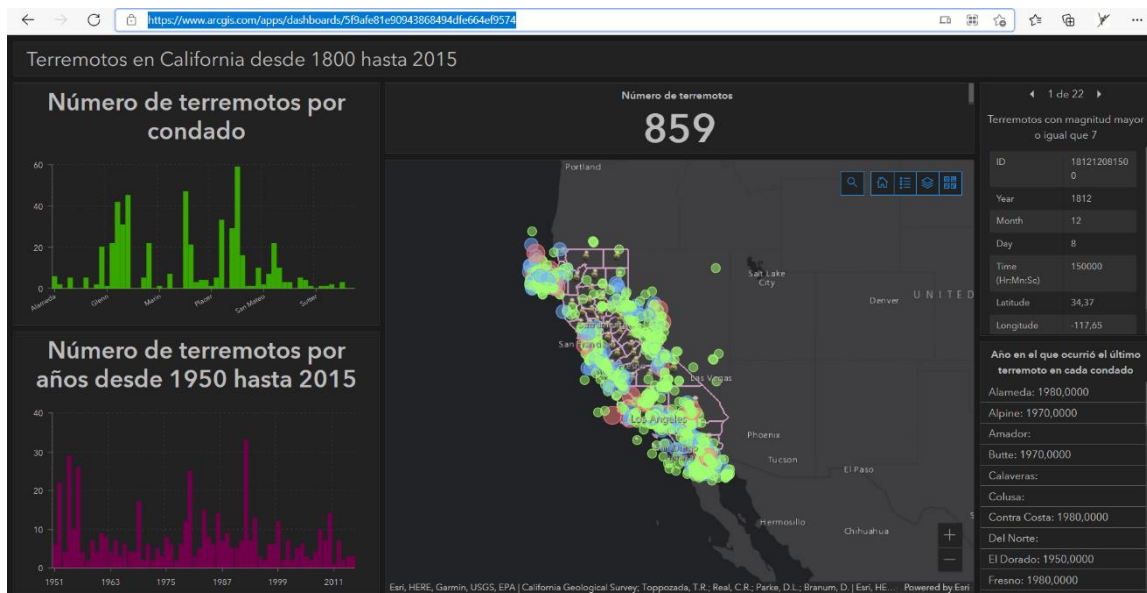 https://www.arcgis.com/apps/dashboards/5f9afe81e90943868494dfe664ef9574
Terremotos en California desde 1800 hasta 2015
Número de terremotos por
condado
60
40
20
0
Alameda
Glenn
Marin
Placer
San Mateo
Sutter
Número de terremotos por
años desde 1950 hasta 2015
40
30
20
10
0
1951
1963
1975
1987
1999
2011
Número de terremotos
859
Portland
Salt Lake
City
Denver
UNITED
San Francisco
Las Vegas
Los Angeles
San Diego
Phoenix
Tucson
El Paso
Hermosillo
Chihuahua
Esri, HERE, Garmin, USGS, EPA | California Geological Survey; Toppozada, T.R.; Real, C.R.; Parke, D.L.; Branum, D. | Esri, HE...
Powered by Esri
1 de 22
Terremotos con magnitud mayor
o igual que 7
ID
18121208150
0
Year
1812
Month
12
Day
8
Time
(Hr:Mn:Sc)
150000
Latitude
34,37
Longitude
-117,65
Año en el que ocurrió el último
terremoto en cada condado
Alameda: 1980,0000
Alpine: 1970,0000
Amador:
Butte: 1970,0000
Calaveras:
Colusa:
Contra Costa: 1980,0000
Del Norte:
El Dorado: 1950,0000
Fresno: 1980,0000